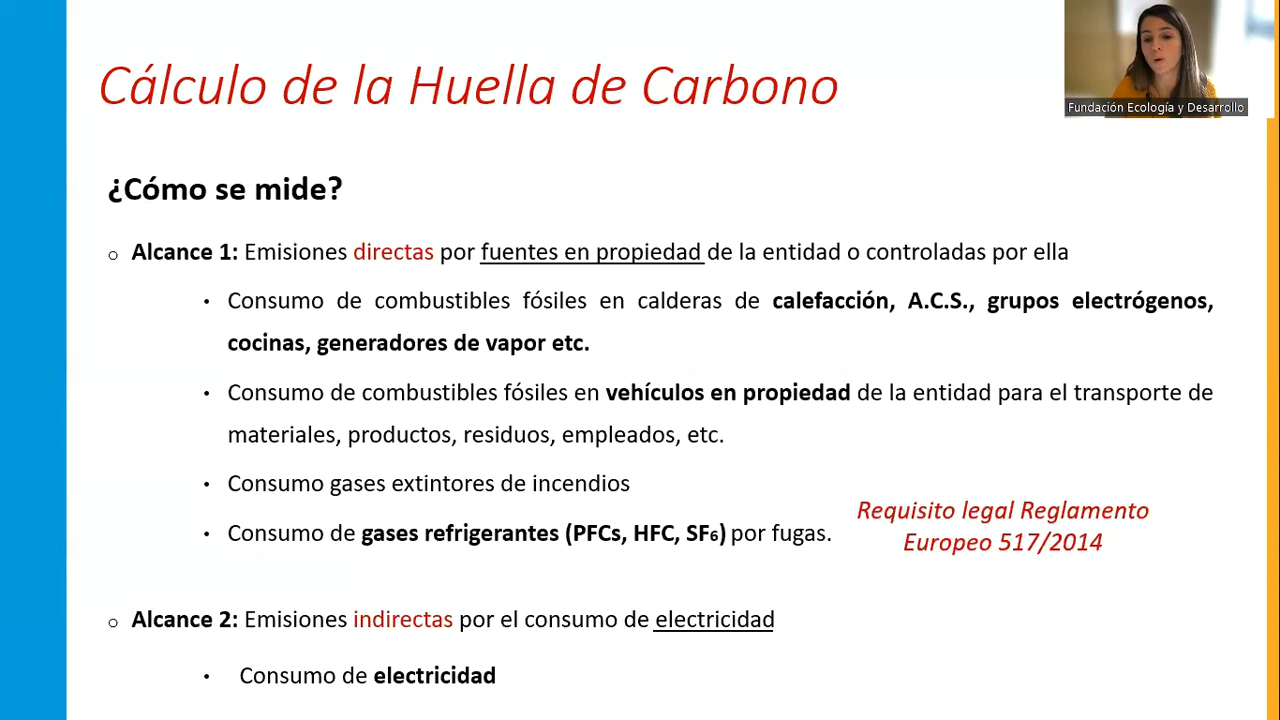 Cálculo de la Huella de Carbono
Fundación Ecología y Desarrollo
¿Cómo se mide?
o Alcance 1: Emisiones directas por fuentes en propiedad de la entidad o controladas por ella
• Consumo de combustibles fósiles en calderas de calefacción, A.C.S., grupos electrógenos,
cocinas, generadores de vapor etc.
• Consumo de combustibles fósiles en vehículos en propiedad de la entidad para el transporte de
materiales, productos, residuos, empleados, etc.
• Consumo gases extintores de incendios
• Consumo de gases refrigerantes (PFCs, HFC, SF₆) por fugas.
Requisito legal Reglamento
Europeo 517/2014
o Alcance 2: Emisiones indirectas por el consumo de electricidad
• Consumo de electricidad